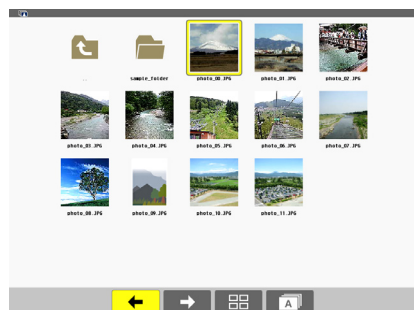 ..
sample_folder
photo_00.JPG
photo_01.JPG
photo_02.JPG
photo_03.JPG
photo_04.JPG
photo_05.JPG
photo_06.JPG
photo_07.JPG
photo_08.JPG
photo_09.JPG
photo_10.JPG
photo_11.JPG
A